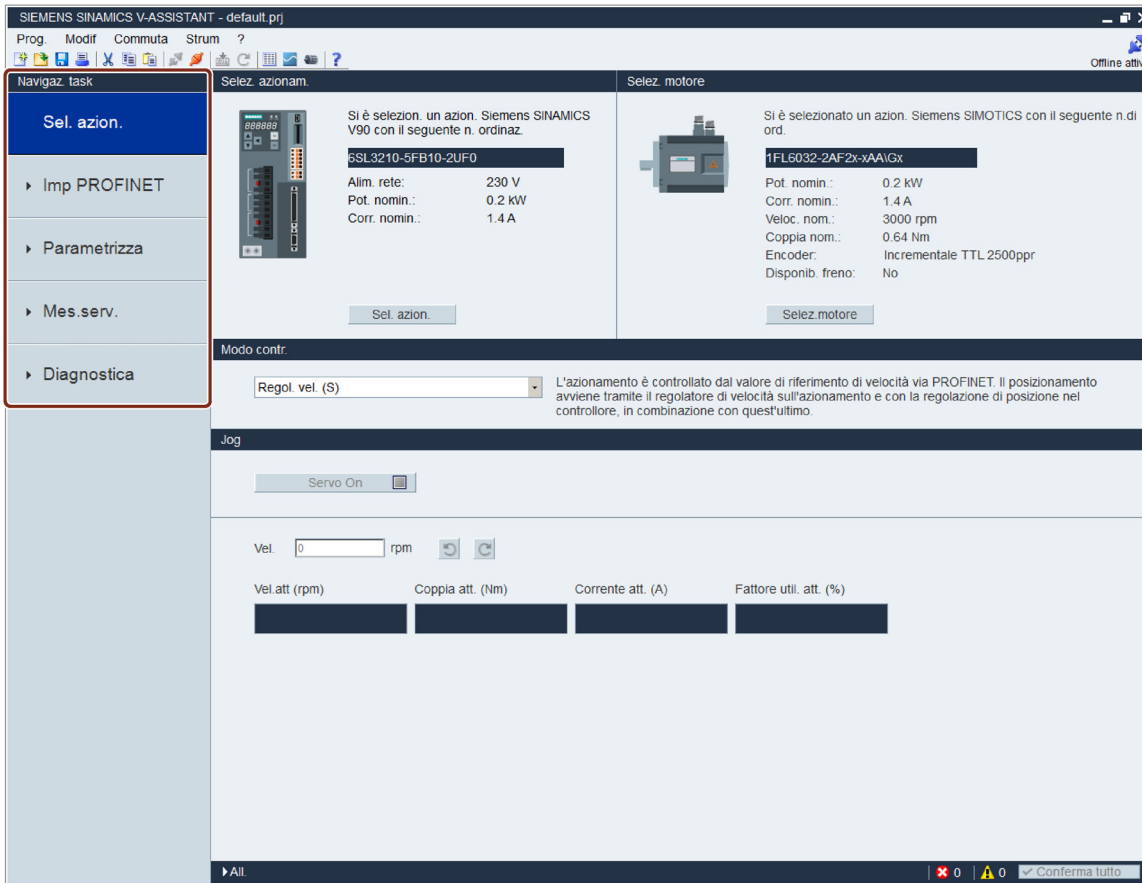 SIEMENS SINAMICS V-ASSISTANT - default.prj
Prog. Modif Commuta Strum ?
Offline attiv
Navigaz. task
Sel. azion.
Imp PROFINET
Parametrizza
Mes.serv.
Diagnostica
Selez. azionam.
Si è selezion. un azion. Siemens SINAMICS
V90 con il seguente n. ordinaz.
6SL3210-5FB10-2UF0
Alim. rete: 230 V
Pot. nomin.: 0.2 kW
Corr. nomin.: 1.4 A
Sel. azion.
Selez. motore
Si è selezionato un azion. Siemens SIMOTICS con il seguente n.di
ord.
1FL6032-2AF2x-xAA\Gx
Pot. nomin.: 0.2 kW
Corr. nomin.: 1.4 A
Veloc. nom.: 3000 rpm
Coppia nom.: 0.64 Nm
Encoder: Incrementale TTL 2500ppr
Disponib. freno: No
Selez.motore
Modo contr.
Regol. vel. (S)
L'azionamento è controllato dal valore di riferimento di velocità via PROFINET. Il posizionamento
avviene tramite il regolatore di velocità sull'azionamento e con la regolazione di posizione nel
controllore, in combinazione con quest'ultimo.
Jog
Servo On
Vel. 0 rpm
Vel.att (rpm) Coppia att. (Nm) Corrente att. (A) Fattore util. att. (%)
All.
0 0 Conferma tutto